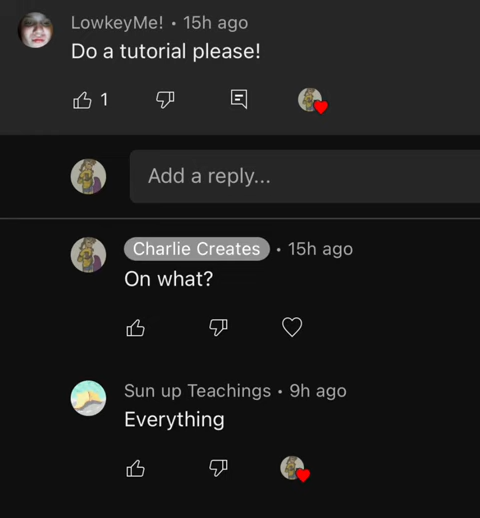 LowkeyMe! • 15h ago
Do a tutorial please!
1
Add a reply...
Charlie Creates • 15h ago
On what?
Sun up Teachings • 9h ago
Everything